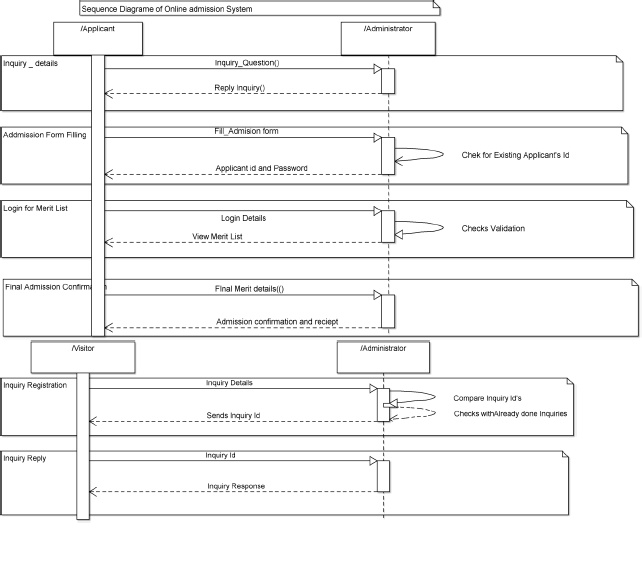 Sequence Diagrame of Online admission System
/Applicant
/Administrator
Inquiry _ details
Inquiry_Question()
Reply Inquiry()
Addmission Form Filling
Fill_Admision form
Chek for Existing Applicant's Id
Applicant id and Password
Login for Merit List
Login Details
Checks Validation
View Merit List
FInal Admission Confirmation
FInal Merit details(()
Admission confirmation and reciept
/Visitor
/Administrator
Inquiry Registration
Inquiry Details
Compare Inquiry Id's
Checks withAlready done Inquiries
Sends Inquiry Id
Inquiry Reply
Inquiry Id
Inquiry Response